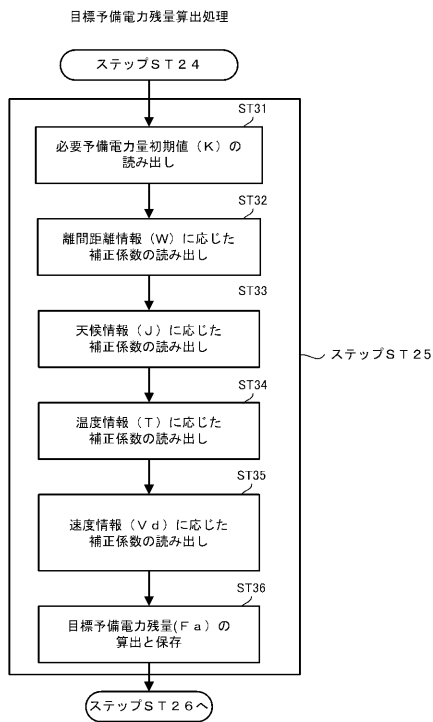 目標予備電力残量算出処理
ステップＳＴ２４
ST31
必要予備電力量初期値（Ｋ）の
読み出し
ST32
離間距離情報（Ｗ）に応じた
補正係数の読み出し
ST33
天候情報（Ｊ）に応じた
補正係数の読み出し
ステップＳＴ２５
ST34
温度情報（Ｔ）に応じた
補正係数の読み出し
ST35
速度情報（Ｖｄ）に応じた
補正係数の読み出し
ST36
目標予備電力残量(Ｆａ）の
算出と保存
ステップＳＴ２６へ